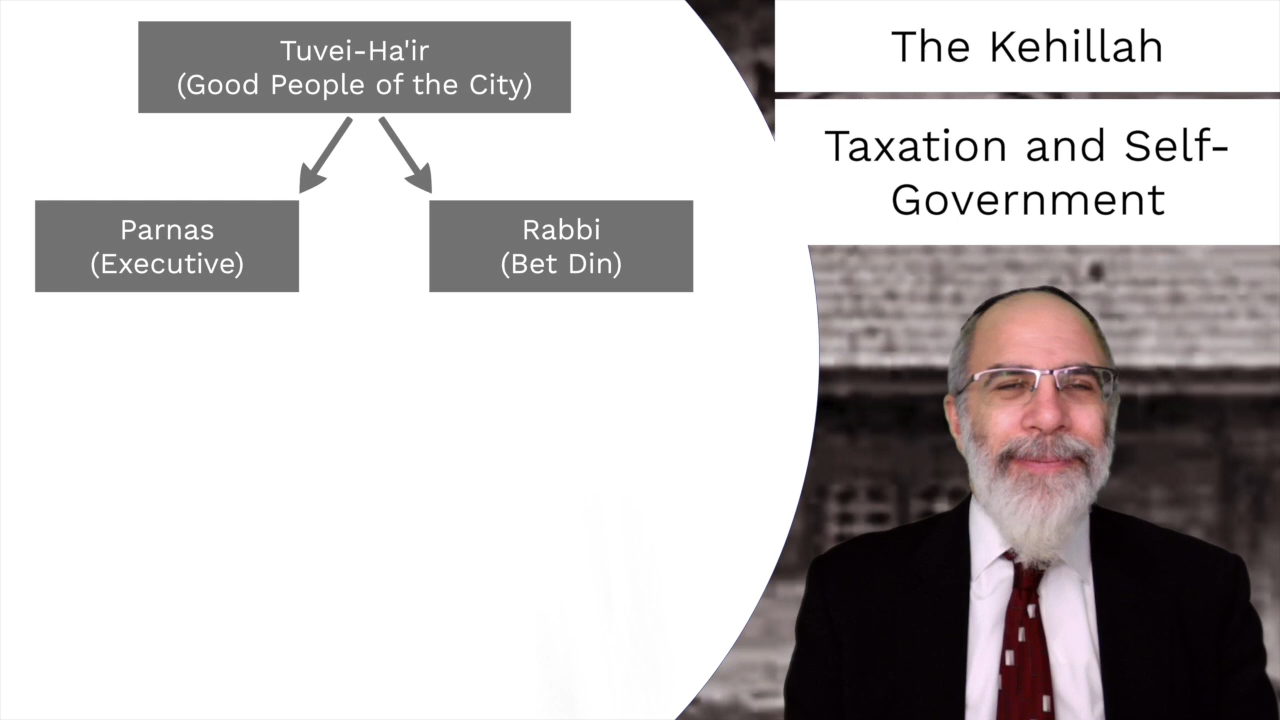 Tuvei-Ha'ir
(Good People of the City)
Parnas
(Executive)
Rabbi
(Bet Din)
The Kehillah
Taxation and Self-
Government